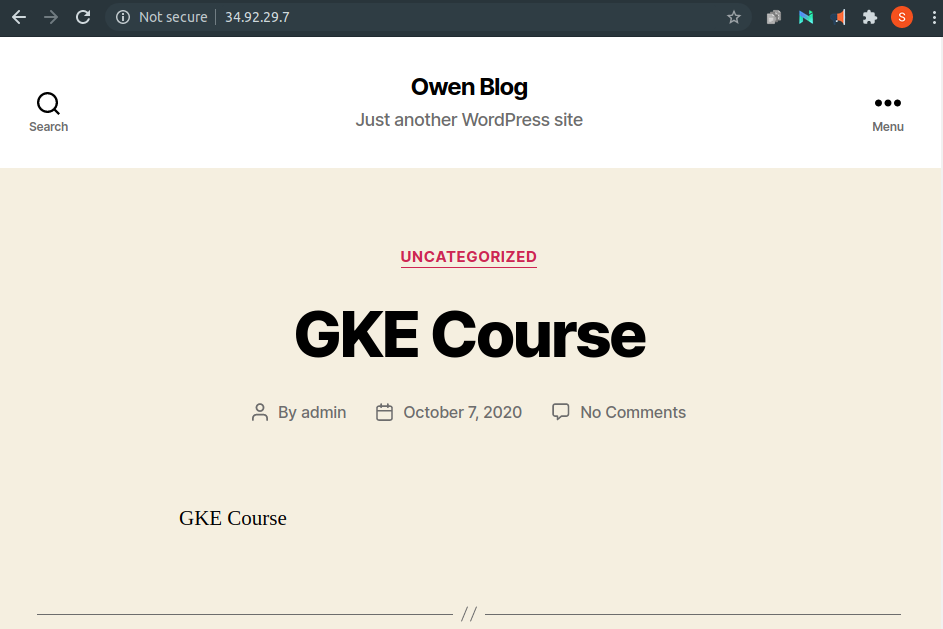 Not secure 34.92.29.7
S
Owen Blog
Just another WordPress site
Search
Menu
UNCATEGORIZED
GKE Course
By admin October 7, 2020 No Comments
GKE Course
//